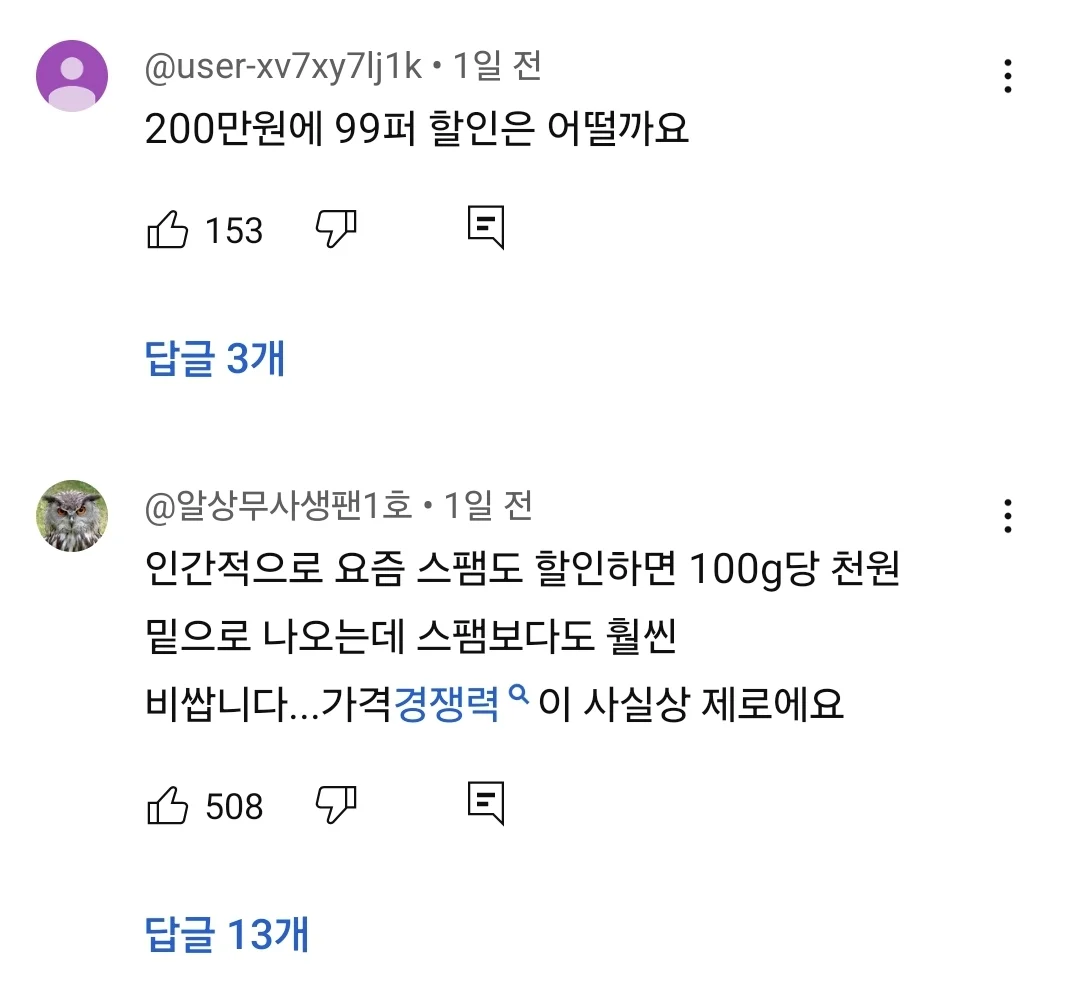 @user-xv7xy7lj1k • 1일 전
200만원에 99퍼 할인은 어떨까요
153
답글 3개
@알상무사생팬1호 • 1일 전
인간적으로 요즘 스팸도 할인하면 100g당 천원
밑으로 나오는데 스팸보다도 훨씬
비쌉니다...가격경쟁력이 사실상 제로에요
508
답글 13개